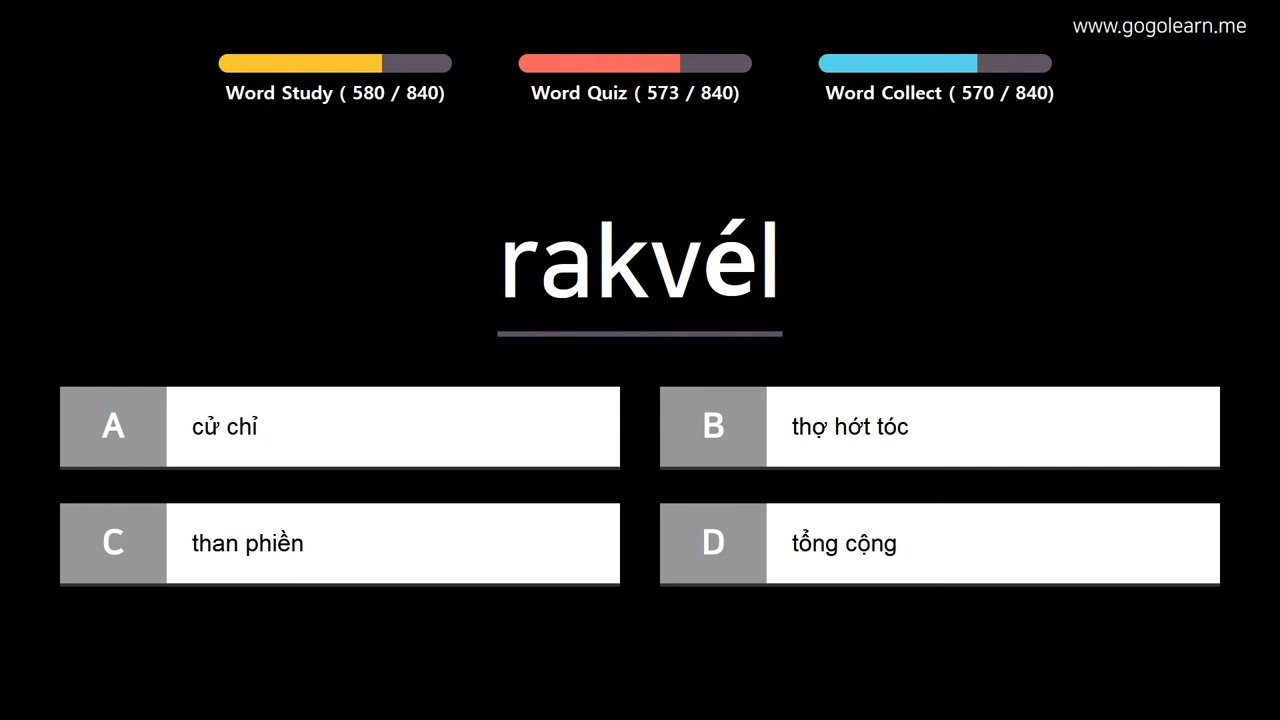 www.gogolearn.me
Word Study ( 580 / 840)
Word Quiz ( 573 / 840)
Word Collect ( 570 / 840)
rakvél
A cử chỉ
B thợ hớt tóc
C than phiền
D tổng cộng